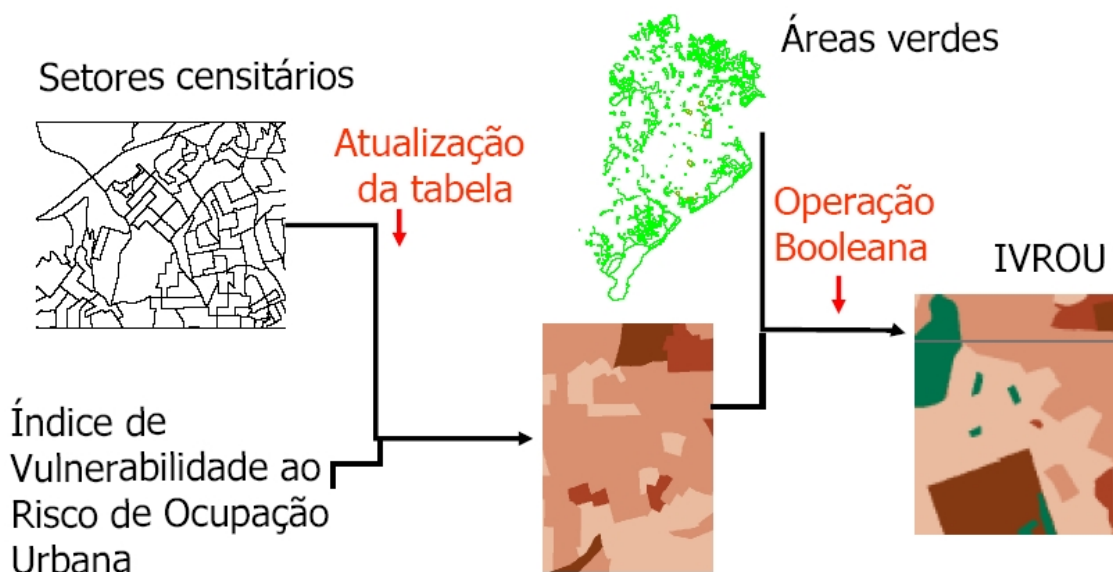 Setores censitários
Áreas verdes
Atualização
da tabela
Operação
Booleana
IVROU
Índice de
Vulnerabilidade ao
Risco de Ocupação
Urbana